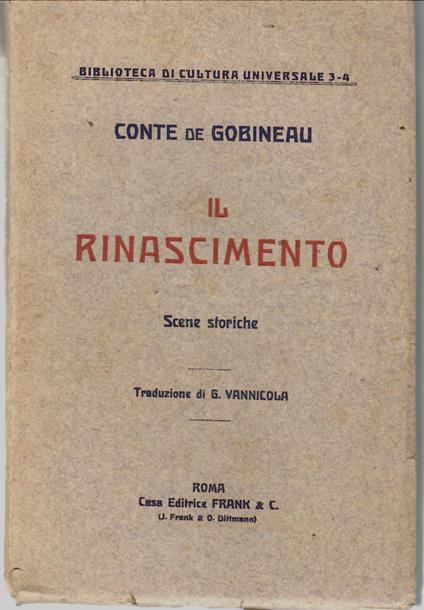 BIBLIOTECA DI CULTURA UNIVERSALE 3-4
CONTE DE GOBINEAU
IL
RINASCIMENTO
Scene storiche
Traduzione di G. VANNICOLA
ROMA
Casa Editrice FRANK & C.
(J. Frank & O. Dittmann)